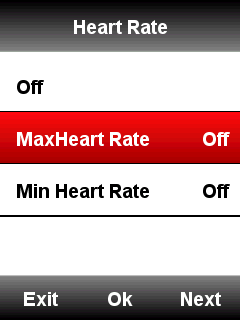 Heart Rate
Off
MaxHeart Rate Off
Min Heart Rate Off
Exit Ok Next